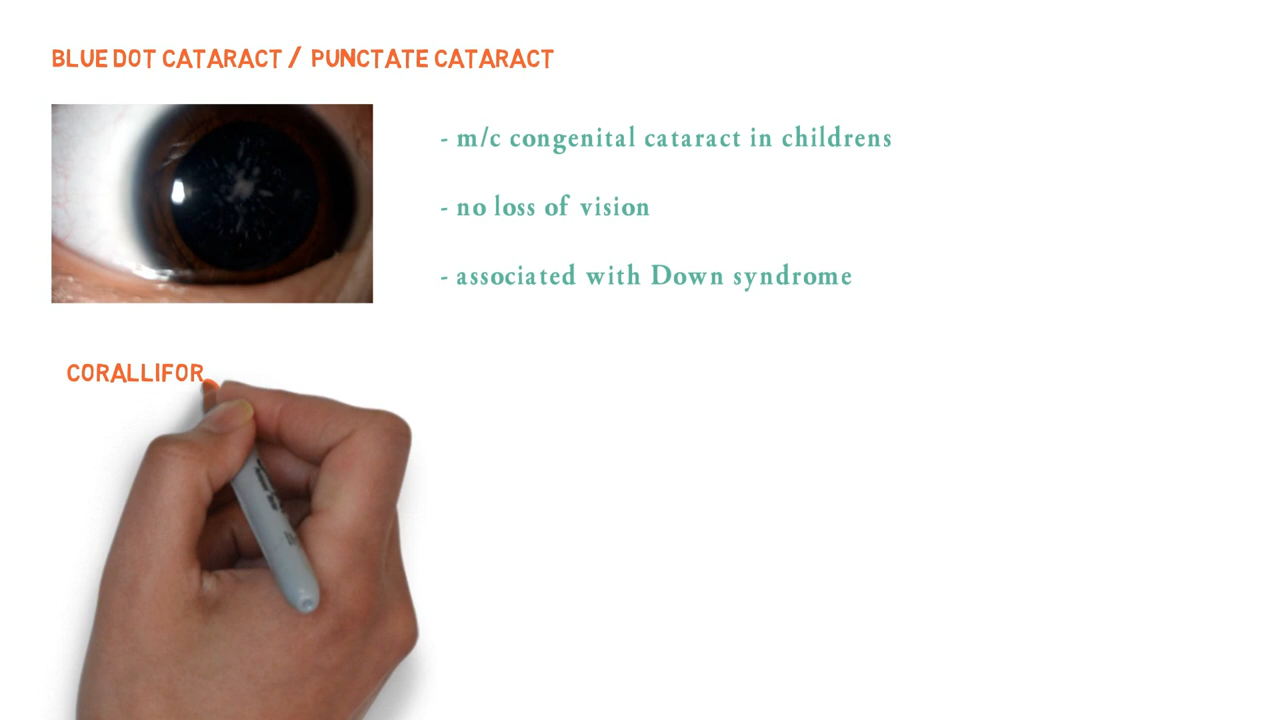 BLUE DOT CATARACT / PUNCTATE CATARACT
- m/c congenital cataract in childrens
- no loss of vision
- associated with Down syndrome
CORALLIFOR